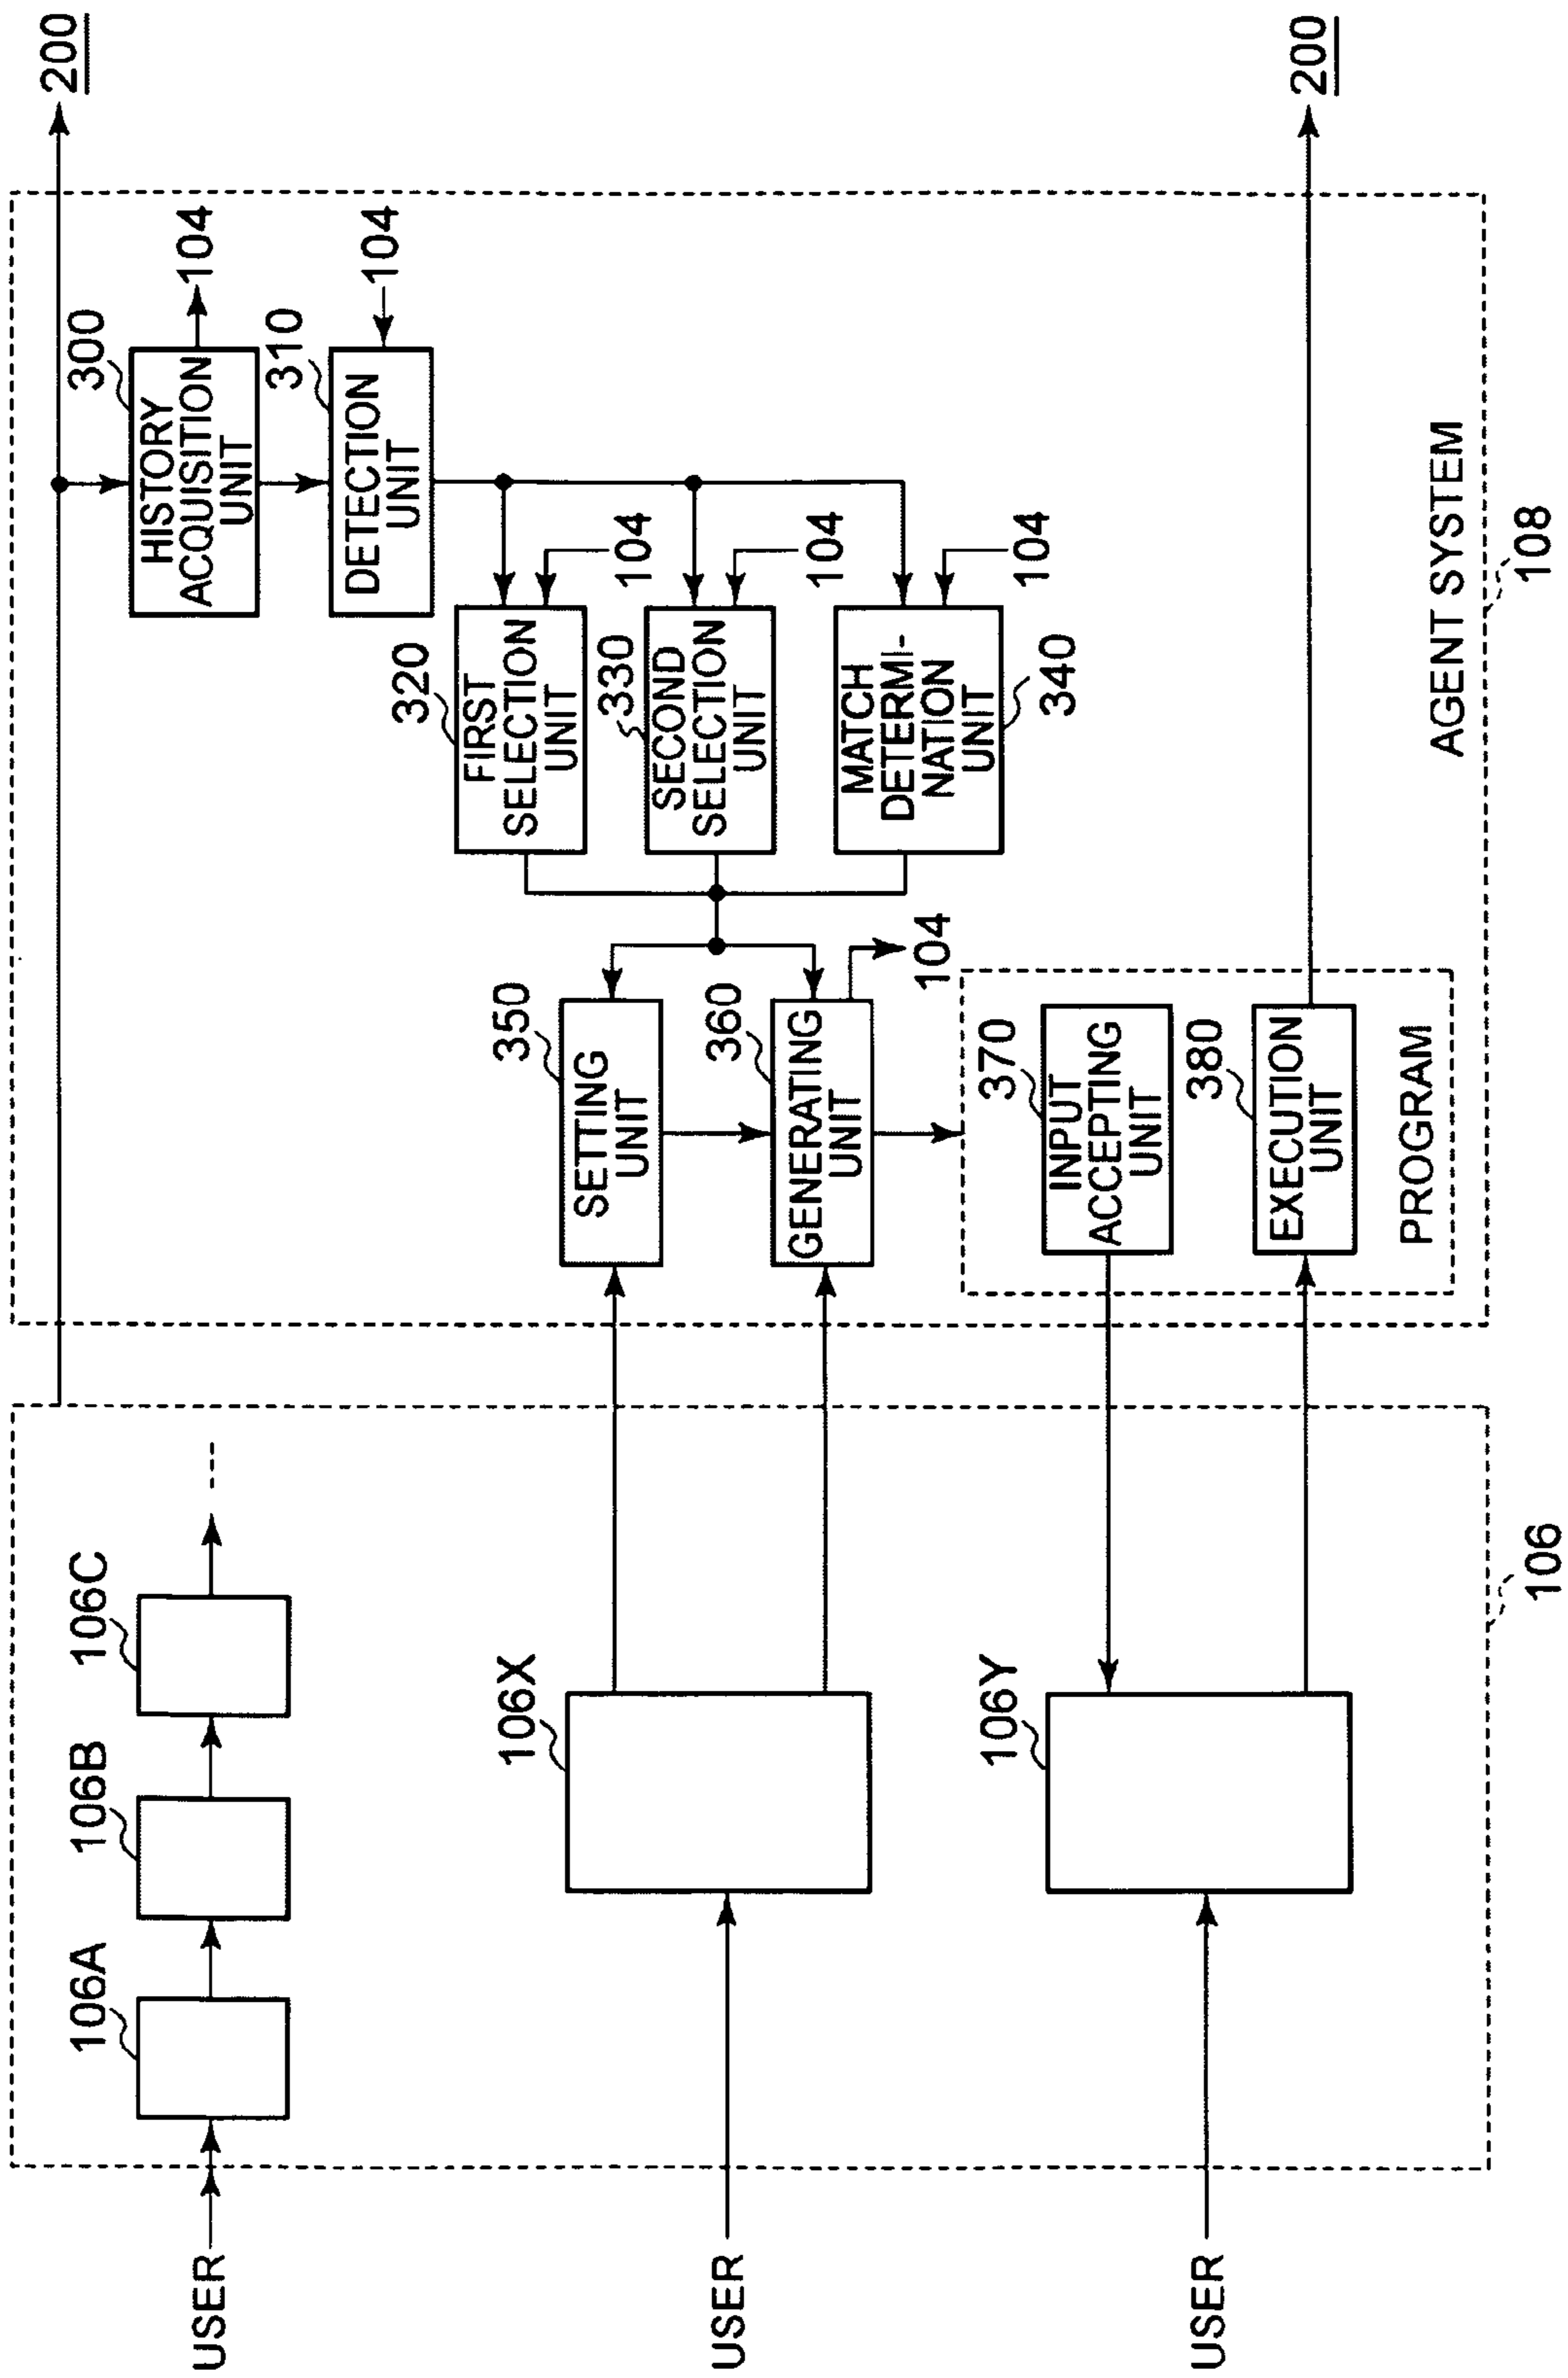 200
HISTORY
ACQUISITION
UNIT
300
104
DETECTION
UNIT
310
104
FIRST
SELECTION
UNIT
320
104
SECOND
SELECTION
UNIT
330
104
MATCH
DETERMI-
NATION
UNIT
340
104
SETTING
UNIT
350
GENERATING
UNIT
360
104
INPUT
ACCEPTING
UNIT
370
EXECUTION
UNIT
380
PROGRAM
200
AGENT SYSTEM
108
106A
106B
106C
USER
106X
USER
106Y
USER
106